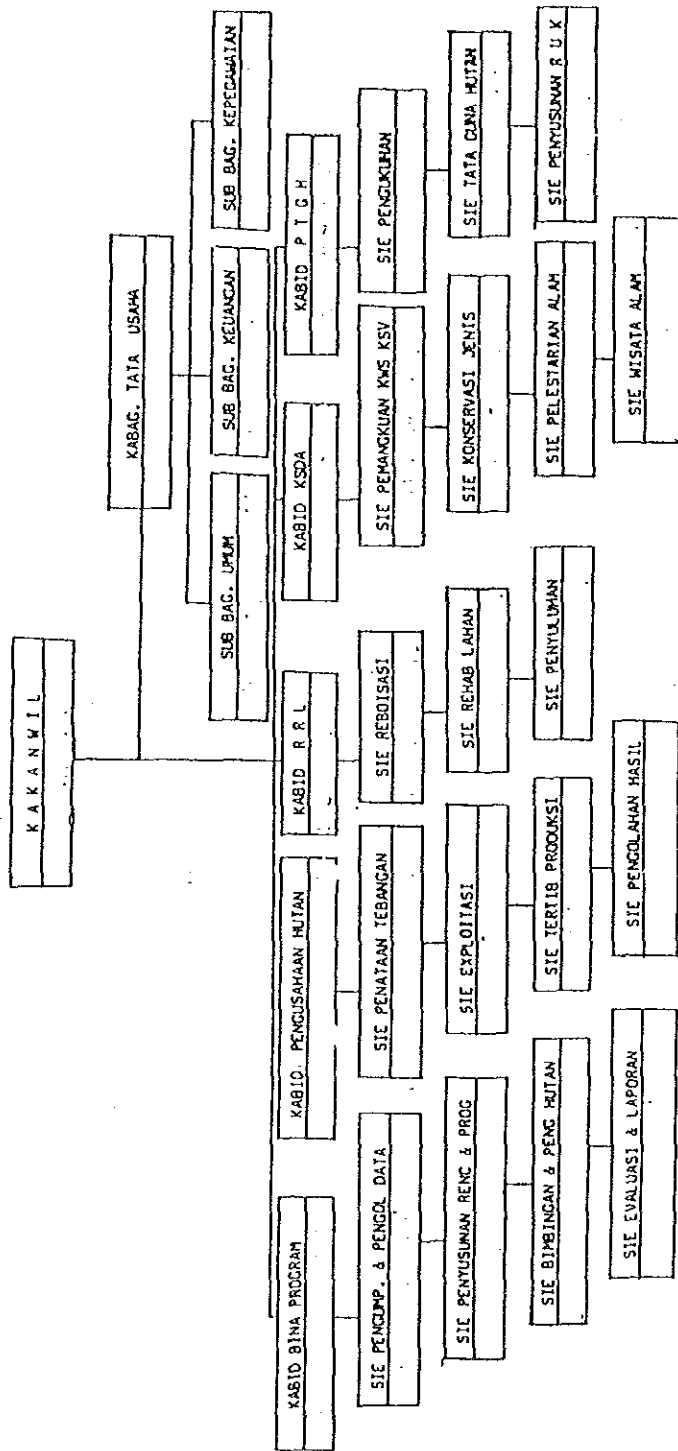 K A K A N W I L
KABAG. TATA USAHA
SUB BAG. UMUM
SUB BAG. KEUANGAN
SUB BAG. KEPEGAWAIAN
KABID BINA PROGRAM
KABID. PENGUSAHAAN HUTAN
KABID R R L
KABID KSDA
KABID P T G H
SIE PENGUMP. & PENGOL DATA
SIE PENATAAN TEBANGAN
SIE REBOISASI
SIE PEMANGKUAN KWS KSV
SIE PENGUKUHAN
SIE PENYUSUNAN RENC & PROG
SIE EXPLOITASI
SIE REHAB LAHAN
SIE KONSERVASI JENIS
SIE TATA GUNA HUTAN
SIE BIMBINGAN & PENG HUTAN
SIE TERTIB PRODUKSI
SIE PENYULUHAN
SIE PELESTARIAN ALAM
SIE PENYUSUNAN R U K
SIE EVALUASI & LAPORAN
SIE PENGOLAHAN HASIL
SIE WISATA ALAM